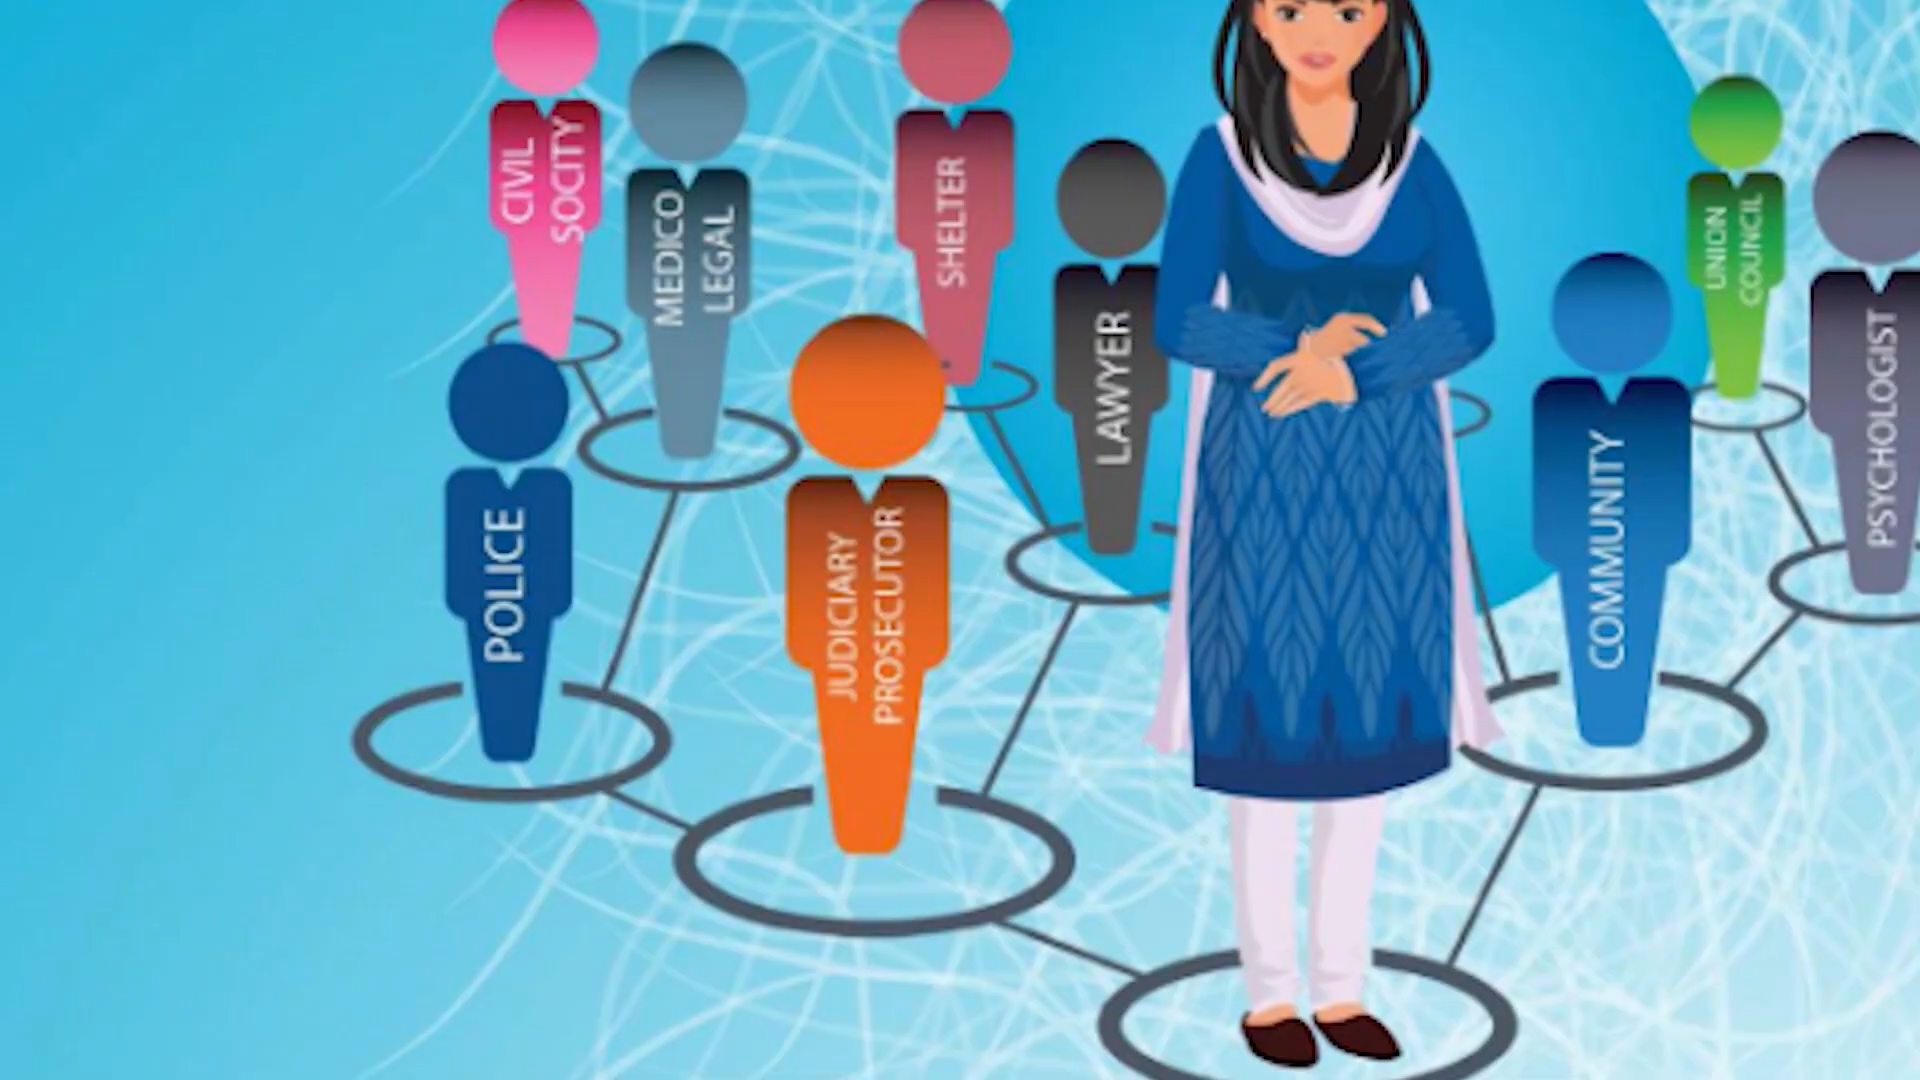 CIVIL
SOCITY
MEDICO
LEGAL
SHELTER
LAWYER
UNION
COUNCIL
PSYCHOLOGIST
COMMUNITY
POLICE
JUDICIARY
PROSECUTOR